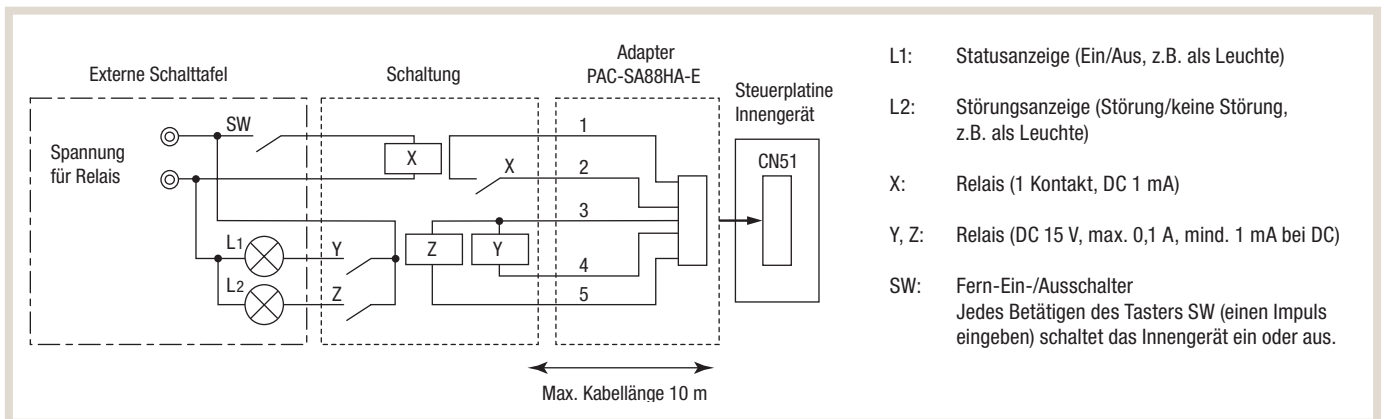 Externe Schalttafel
Schaltung
Adapter
PAC-SA88HA-E
Steuerplatine
Innengerät
Spannung
für Relais
SW
X
X
1
2
3
4
5
CN51
L1
L2
Y
Z
Z
Y
Max. Kabellänge 10 m
L1: Statusanzeige (Ein/Aus, z.B. als Leuchte)
L2: Störungsanzeige (Störung/keine Störung,
z.B. als Leuchte)
X: Relais (1 Kontakt, DC 1 mA)
Y, Z: Relais (DC 15 V, max. 0,1 A, mind. 1 mA bei DC)
SW: Fern-Ein-/Ausschalter
Jedes Betätigen des Tasters SW (einen Impuls
eingeben) schaltet das Innengerät ein oder aus.